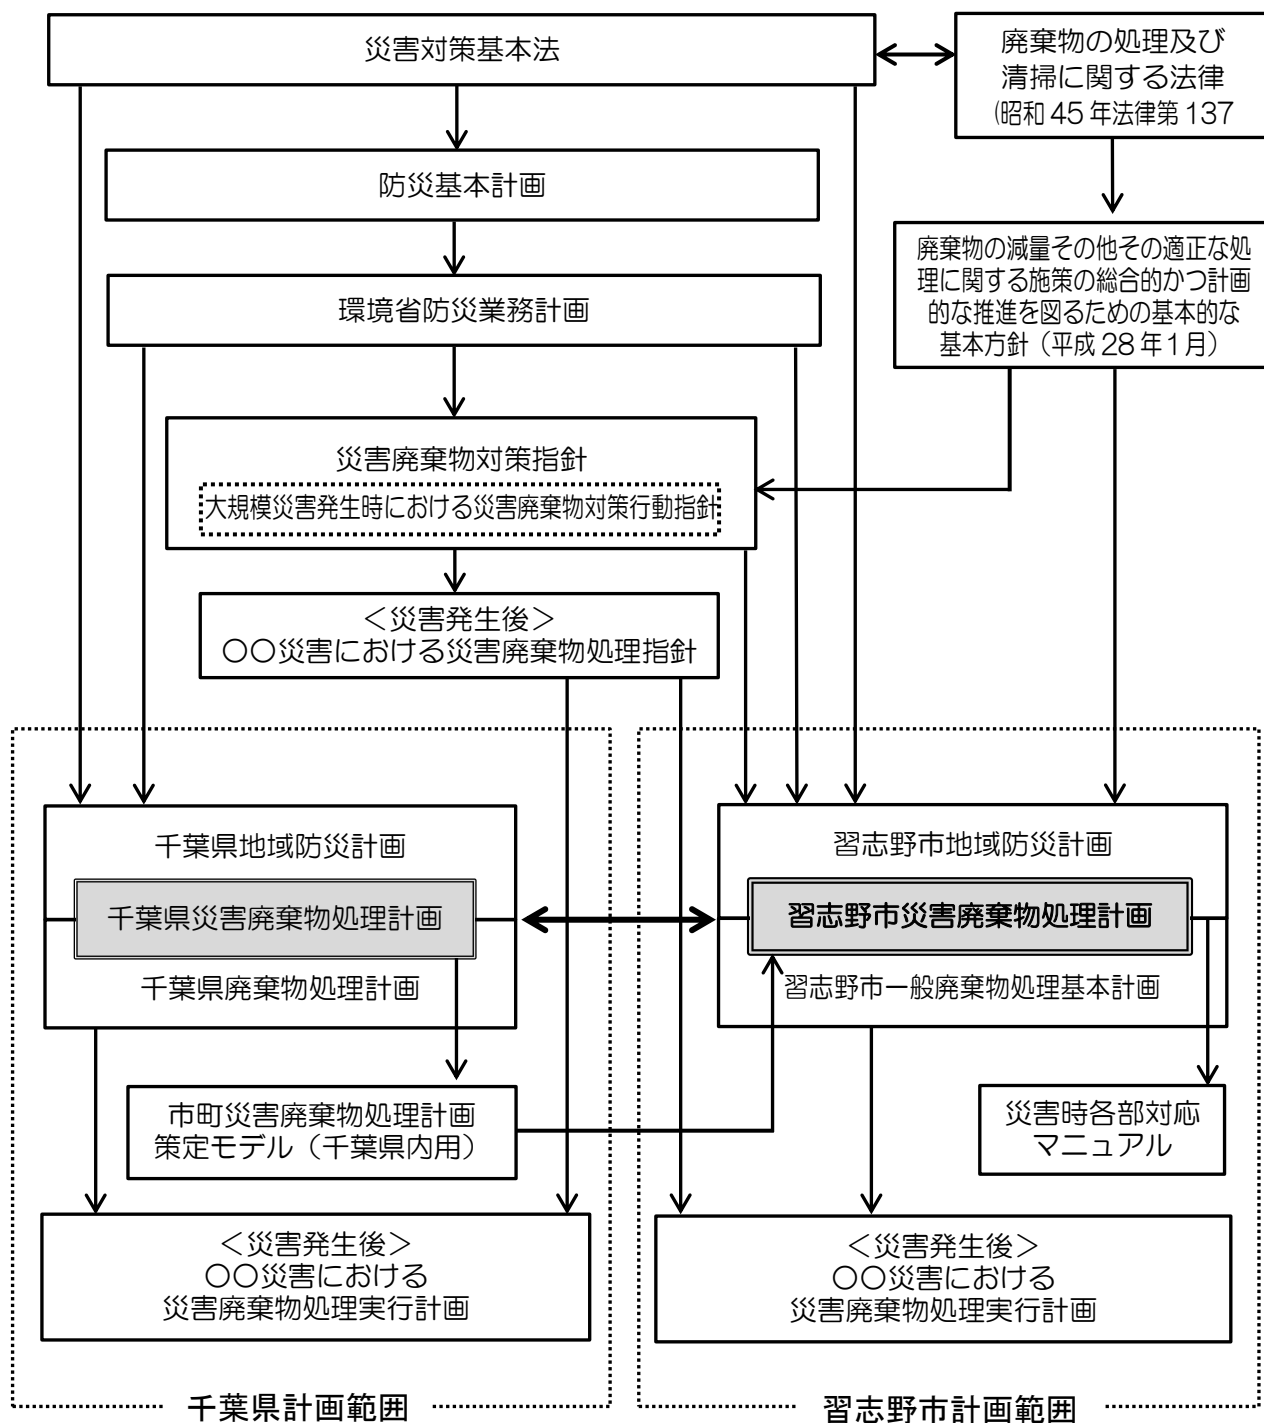 災害対策基本法
廃棄物の処理及び
清掃に関する法律
(昭和45年法律第137
防災基本計画
廃棄物の減量その他その適正な処
理に関する施策の総合的かつ計画
的な推進を図るための基本的な
基本方針（平成28年1月）
環境省防災業務計画
災害廃棄物対策指針
大規模災害発生時における災害廃棄物対策行動指針
＜災害発生後＞
〇〇災害における災害廃棄物処理指針
千葉県地域防災計画
千葉県災害廃棄物処理計画
千葉県廃棄物処理計画
習志野市地域防災計画
習志野市災害廃棄物処理計画
習志野市一般廃棄物処理基本計画
市町災害廃棄物処理計画
策定モデル（千葉県内用）
災害時各部対応
マニュアル
＜災害発生後＞
〇〇災害における
災害廃棄物処理実行計画
＜災害発生後＞
〇〇災害における
災害廃棄物処理実行計画
千葉県計画範囲
習志野市計画範囲